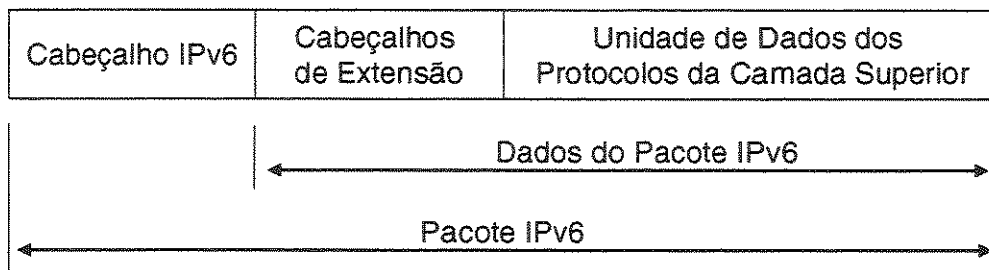 Cabeçalho IPv6
Cabeçalhos
de Extensão
Unidade de Dados dos
Protocolos da Camada Superior
Dados do Pacote IPv6
Pacote IPv6